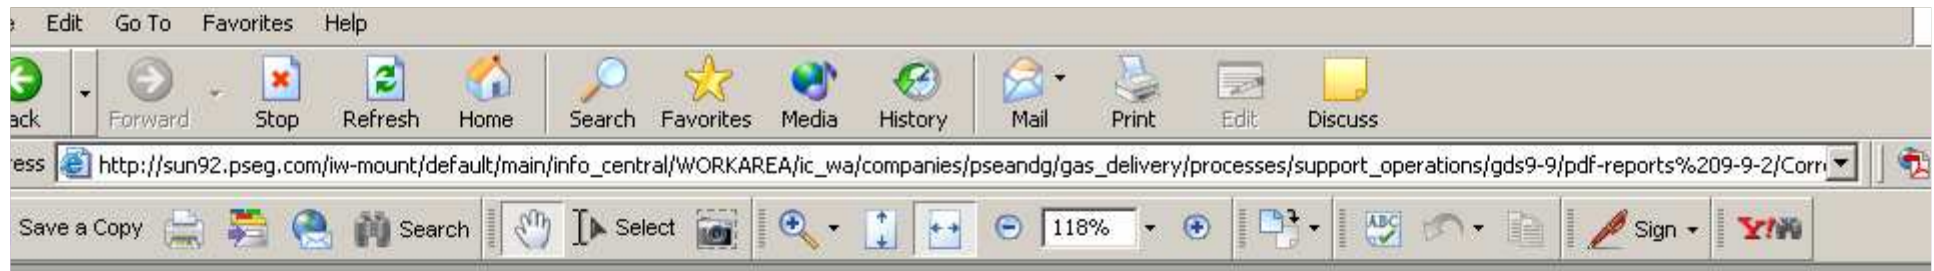 Edit Go To Favorites Help
ack Forward Stop Refresh Home Search Favorites Media History Mail Print Edit Discuss
ess http://sun92.pseg.com/iw-mount/default/main/info_central/WORKAREA/ic_wa/companies/pseandg/gas_delivery/processes/support_operations/gds9-9/pdf-reports%209-9-2/Corr
Save a Copy Search Select 118% ABC Sign Y!